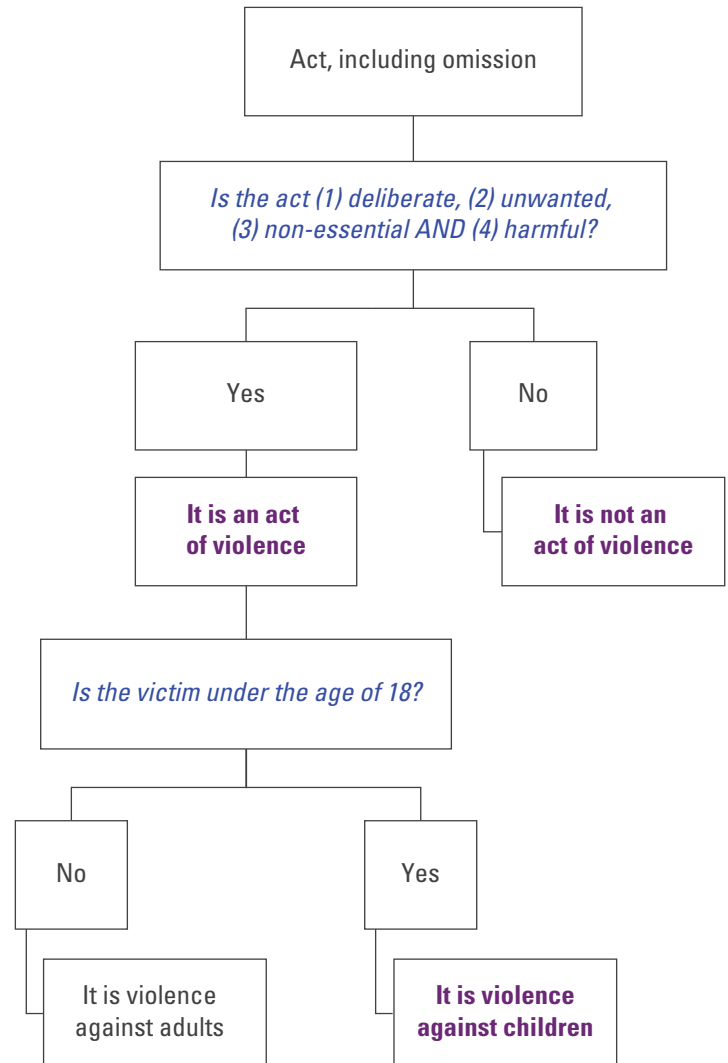 Act, including omission
Is the act (1) deliberate, (2) unwanted,
(3) non-essential AND (4) harmful?
Yes
No
It is an act
of violence
It is not an
act of violence
Is the victim under the age of 18?
No
Yes
It is violence
against adults
It is violence
against children